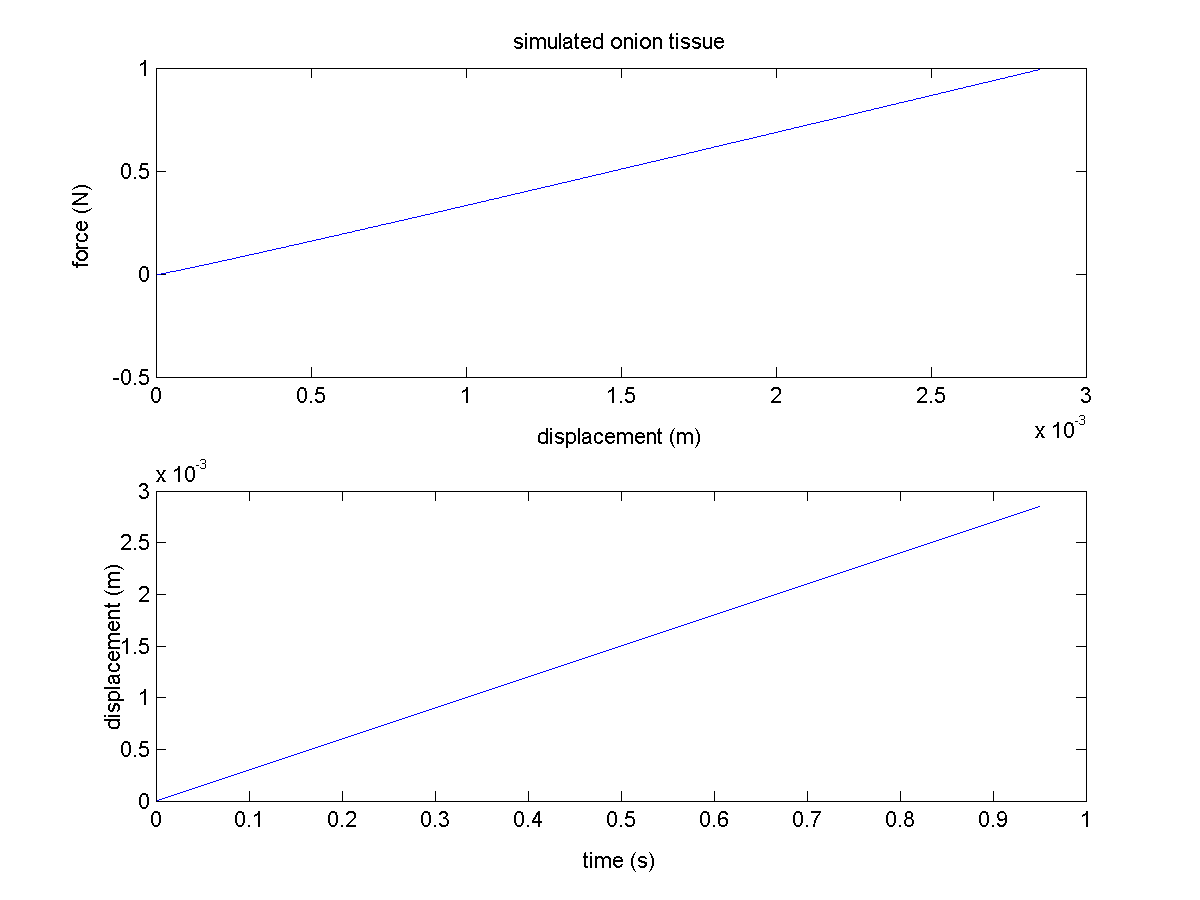 simulated onion tissue
1
0.5
0
-0.5
force (N)
0 0.5 1 1.5 2 2.5 3
x 10⁻³
displacement (m)
x 10⁻³
3
2.5
2
1.5
1
0.5
0
displacement (m)
0 0.1 0.2 0.3 0.4 0.5 0.6 0.7 0.8 0.9 1
time (s)